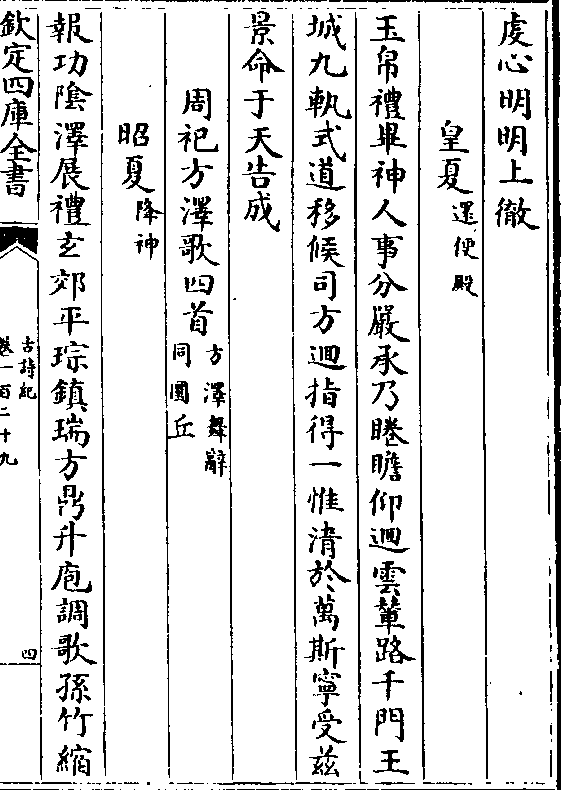 虔心明明上徹
皇夏還便殿
玉帛禮畢神人事分嚴承乃睠瞻仰迴雲輦路千門王
城九軌式道移候司方迴指得一惟清於萬斯寧受茲
景命于天告成
周祀方澤歌四首方澤舞辭同圜丘
昭夏降神
報功陰澤展禮玄郊平琮鎮瑞方鼎升庖調歌孫竹縮
欽定四庫全書
古詩紀
卷一百二十九
四